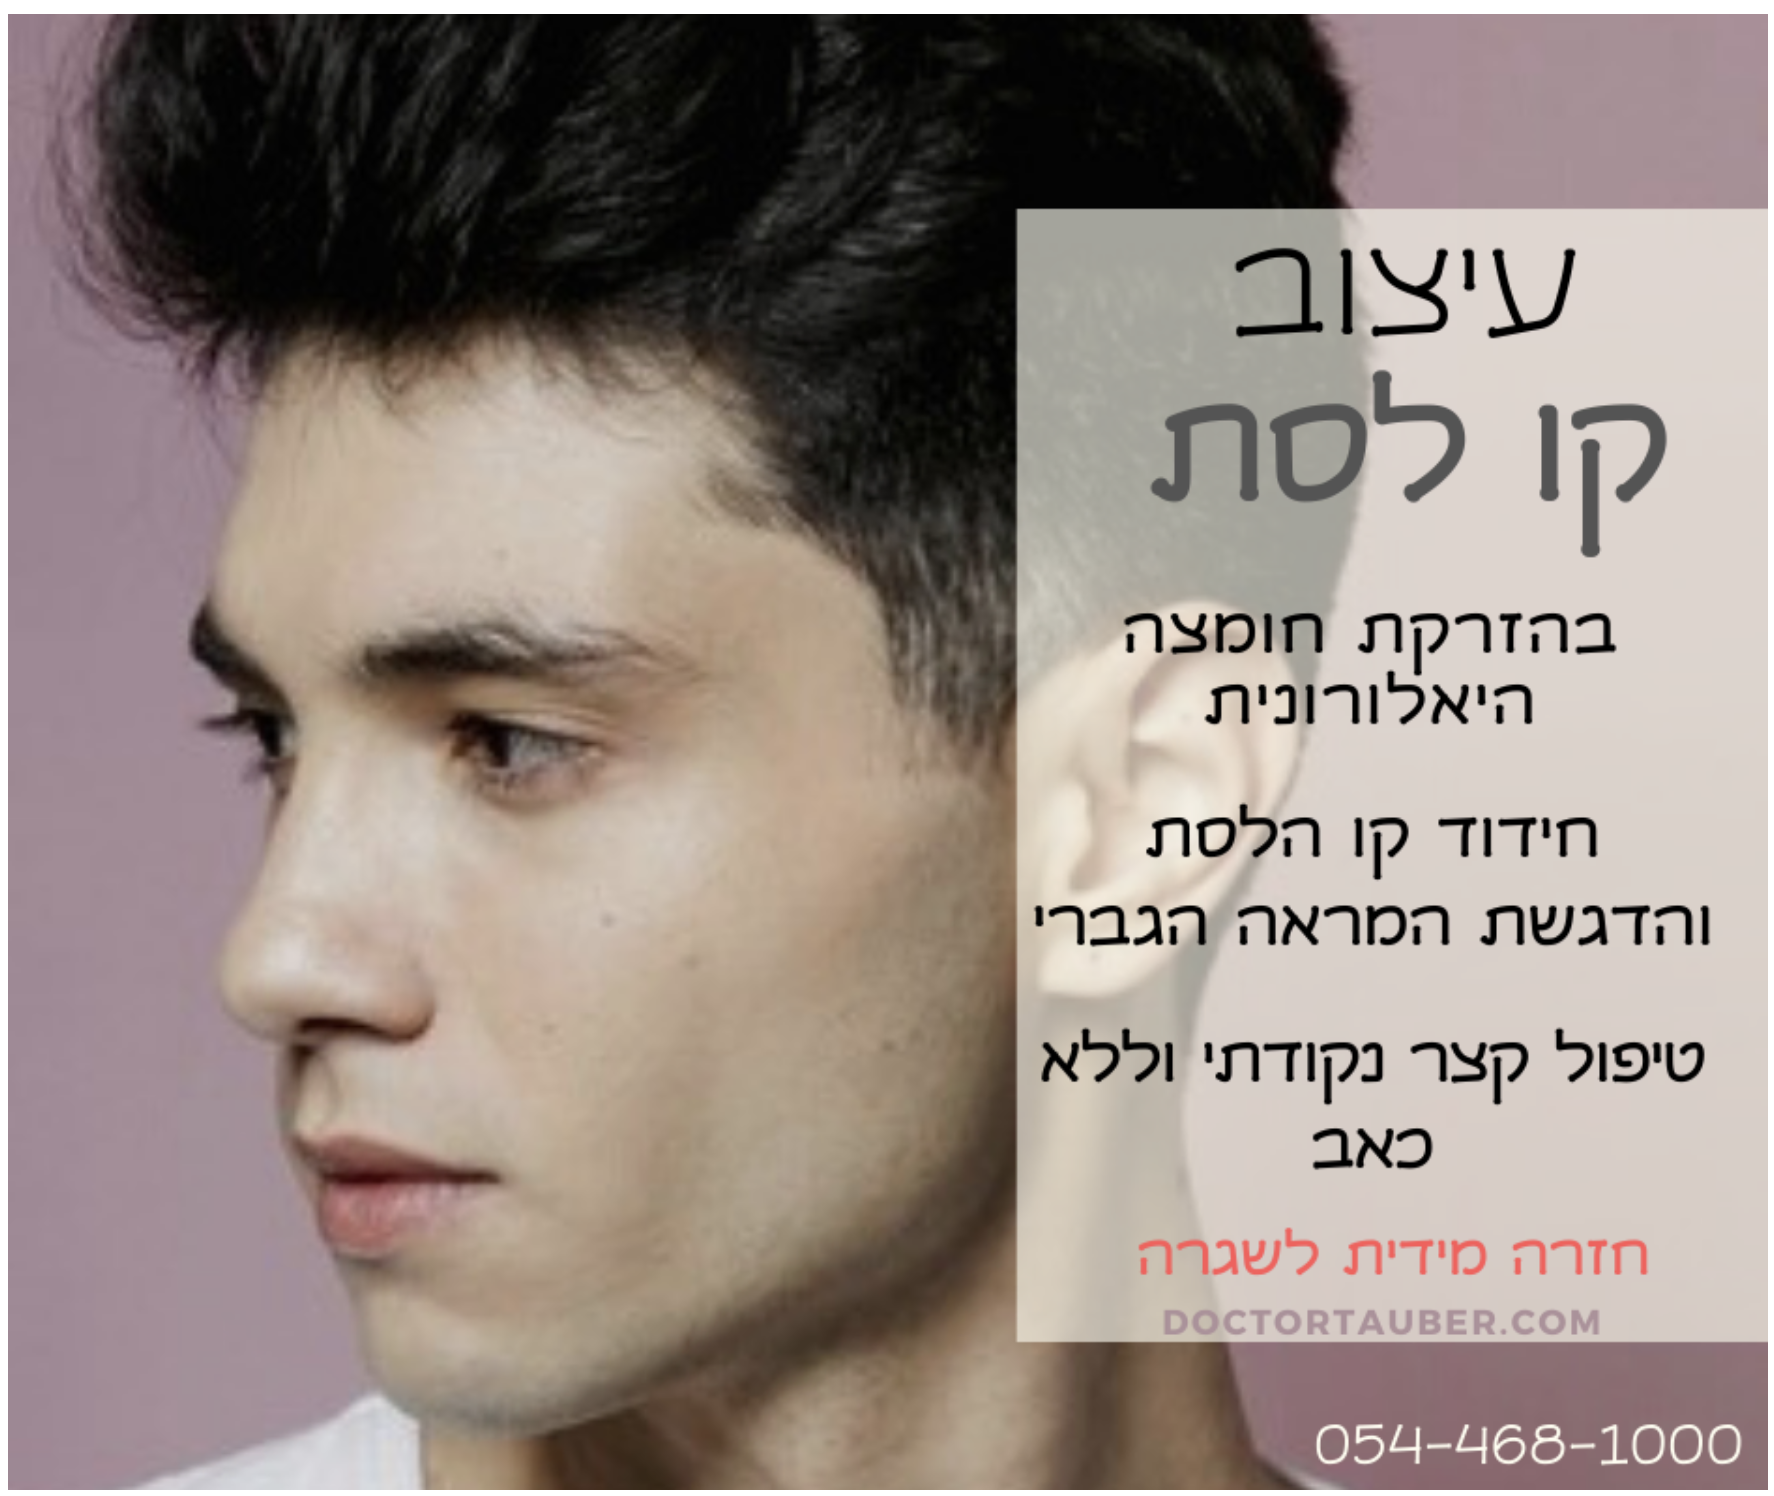 עיצוב
קו לסת
בהזרקת חומצה
היאלורונית
חידוד קו הלסת
והדגשת המראה הגברי
טיפול קצר נקודתי וללא
כאב
חזרה מידית לשגרה
DOCTORTAUBER.COM
054-468-1000